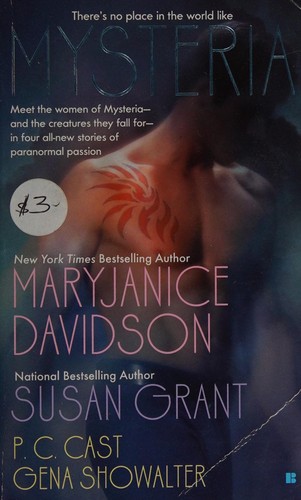 There's no place in the world like
MYSTERIA
Meet the women of Mysteria—
and the creatures they fall for—
in four all-new stories of
paranormal passion
$3-
New York Times Bestselling Author
MARYJANICE
DAVIDSON
National Bestselling Author
SUSAN GRANT
P. C. CAST
GENA SHOWALTER
B